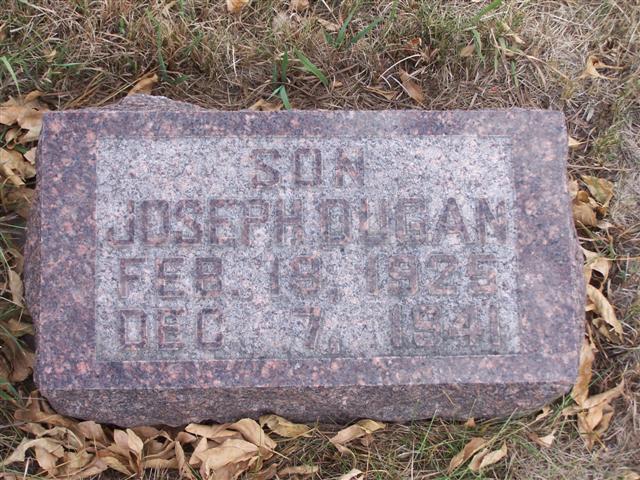 SON
JOSEPH DUGAN
FEB. 19, 1925
DEC. 7, 1941